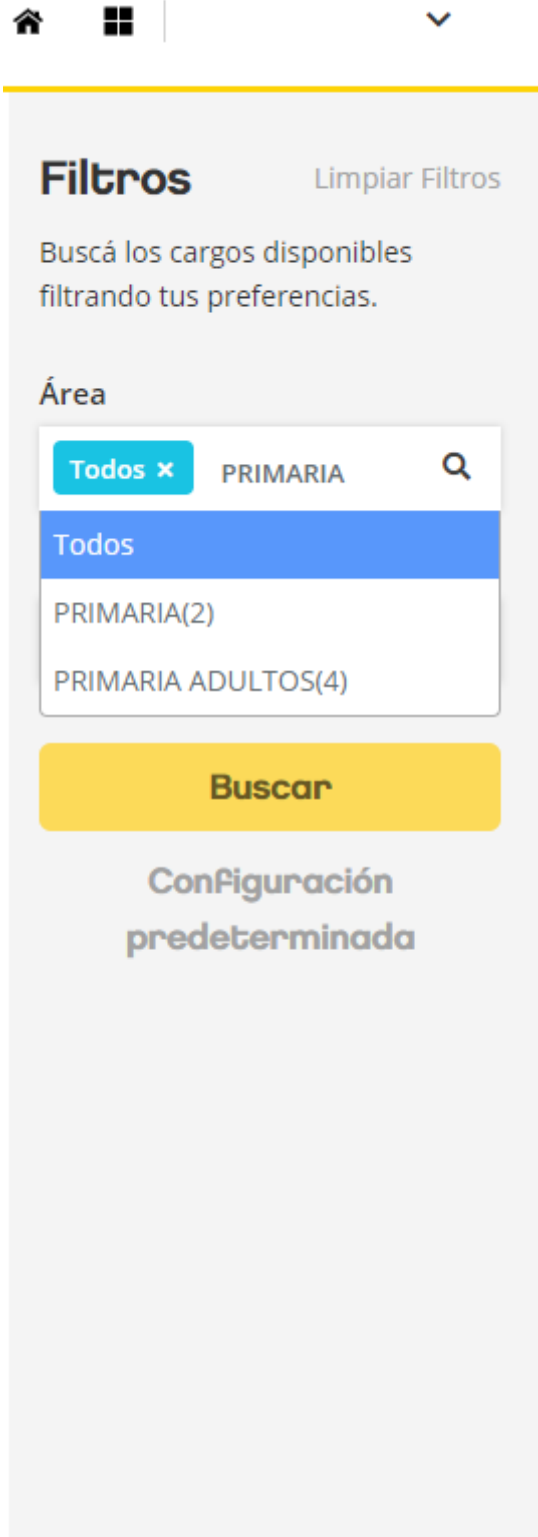 Filtros Limpiar Filtros
Buscá los cargos disponibles
filtrando tus preferencias.
Área
Todos × PRIMARIA
Todos
PRIMARIA(2)
PRIMARIA ADULTOS(4)
Buscar
Configuración
predeterminada